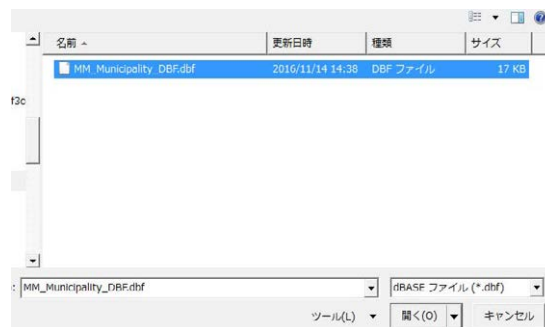 名前 更新日時 種類 サイズ
MM_Municipality_DBF.dbf 2016/11/14 14:38 DBF ファイル 17 KB
f3c
: MM_Municipality_DBF.dbf dBASE ファイル (*.dbf)
ツール(L) 開く(O) キャンセル